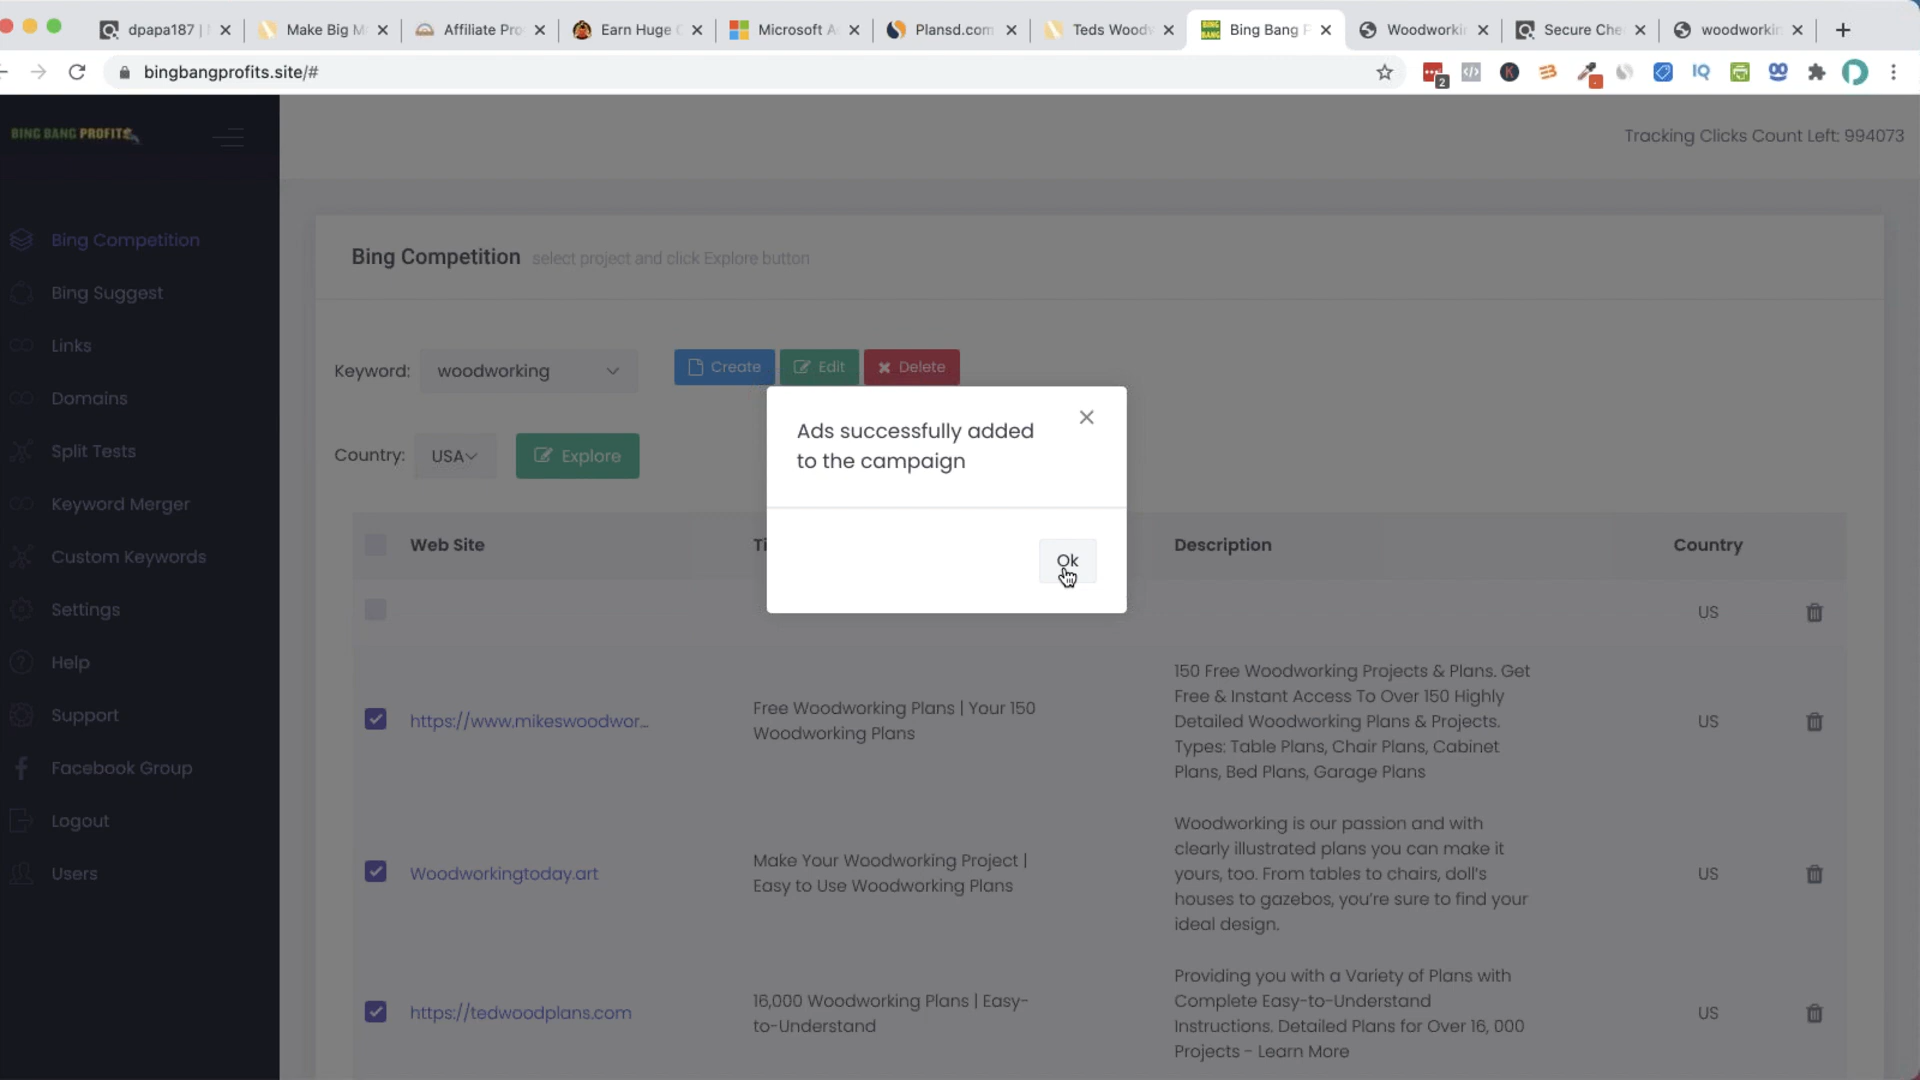 dpapa187 |
Make Big M
Affiliate Pro
Earn Huge
Microsoft A
Plansd.com
Teds Woodw
Bing Bang P
Woodworkin
Secure Che
woodworkin
bingbangprofits.site/#
2
IQ
BING BANG PROFITS
Tracking Clicks Count Left: 994073
Bing Competition
Bing Suggest
Links
Domains
Split Tests
Keyword Merger
Custom Keywords
Settings
Help
Support
Facebook Group
Logout
Users
Bing Competition select project and click Explore button
Keyword: woodworking
Create
Edit
Delete
Country: USA
Explore
Ads successfully added
to the campaign
Ok
Web Site
Ti
Description
Country
US
https://www.mikeswoodwor...
Free Woodworking Plans | Your 150
Woodworking Plans
150 Free Woodworking Projects & Plans. Get
Free & Instant Access To Over 150 Highly
Detailed Woodworking Plans & Projects.
Types: Table Plans, Chair Plans, Cabinet
Plans, Bed Plans, Garage Plans
US
Woodworkingtoday.art
Make Your Woodworking Project |
Easy to Use Woodworking Plans
Woodworking is our passion and with
clearly illustrated plans you can make it
yours, too. From tables to chairs, doll's
houses to gazebos, you're sure to find your
ideal design.
US
https://tedwoodplans.com
16,000 Woodworking Plans | Easy-
to-Understand
Providing you with a Variety of Plans with
Complete Easy-to-Understand
Instructions. Detailed Plans for Over 16, 000
Projects - Learn More
US